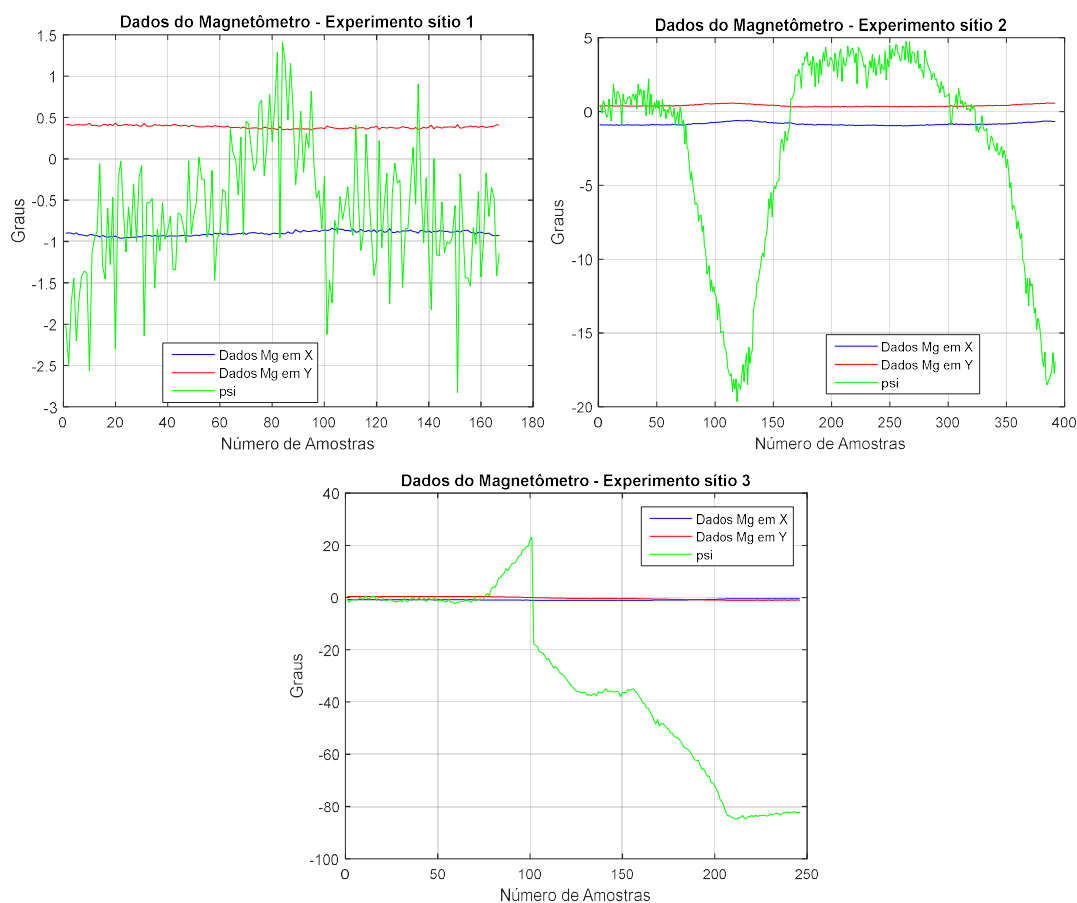 Dados do Magnetômetro - Experimento sítio 1
1.5
1
0.5
0
-0.5
-1
-1.5
-2
-2.5
-3
Graus
Dados Mg em X
Dados Mg em Y
psi
0 20 40 60 80 100 120 140 160 180
Número de Amostras
Dados do Magnetômetro - Experimento sítio 2
5
0
-5
-10
-15
-20
Graus
Dados Mg em X
Dados Mg em Y
psi
0 50 100 150 200 250 300 350 400
Número de Amostras
Dados do Magnetômetro - Experimento sítio 3
40
20
0
-20
-40
-60
-80
-100
Graus
Dados Mg em X
Dados Mg em Y
psi
0 50 100 150 200 250
Número de Amostras